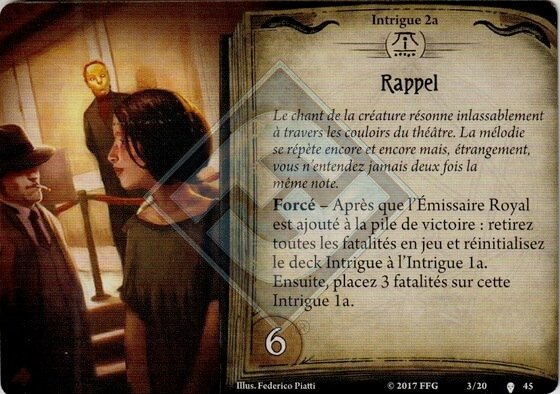 Intrigue 2a
Rappel
Le chant de la créature résonne inlassablement
à travers les couloirs du théâtre. La mélodie
se répète encore et encore mais, étrangement,
vous n'entendez jamais deux fois la
même note.
Forcé – Après que l'Émissaire Royal
est ajouté à la pile de victoire : retirez
toutes les fatalités en jeu et réinitialisez
le deck Intrigue à l'Intrigue 1a.
Ensuite, placez 3 fatalités sur cette
Intrigue 1a.
6
Illus. Federico Piatti © 2017 FFG 3/20 45